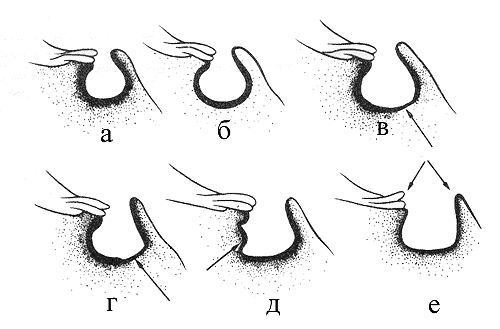 а б в
г д е